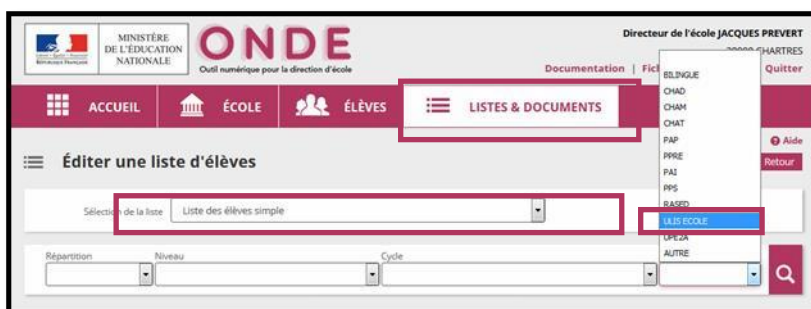 MINISTÈRE
DE L'ÉDUCATION
NATIONALE
ONDE
Outil numérique pour la direction d'école
Directeur de l'école JACQUES PREVERT
CHARTRES
Documentation | Fich
Quitter
ACCUEIL
ÉCOLE
ÉLÈVES
LISTES & DOCUMENTS
Aide
Éditer une liste d'élèves
Retour
Sélection de la liste
Liste des élèves simple
Répartition
Niveau
Cycle
BILINGUE
CHAD
CHAM
CHAT
PAP
PPRE
PAI
PPS
RASED
ULIS ECOLE
UPE2A
AUTRE